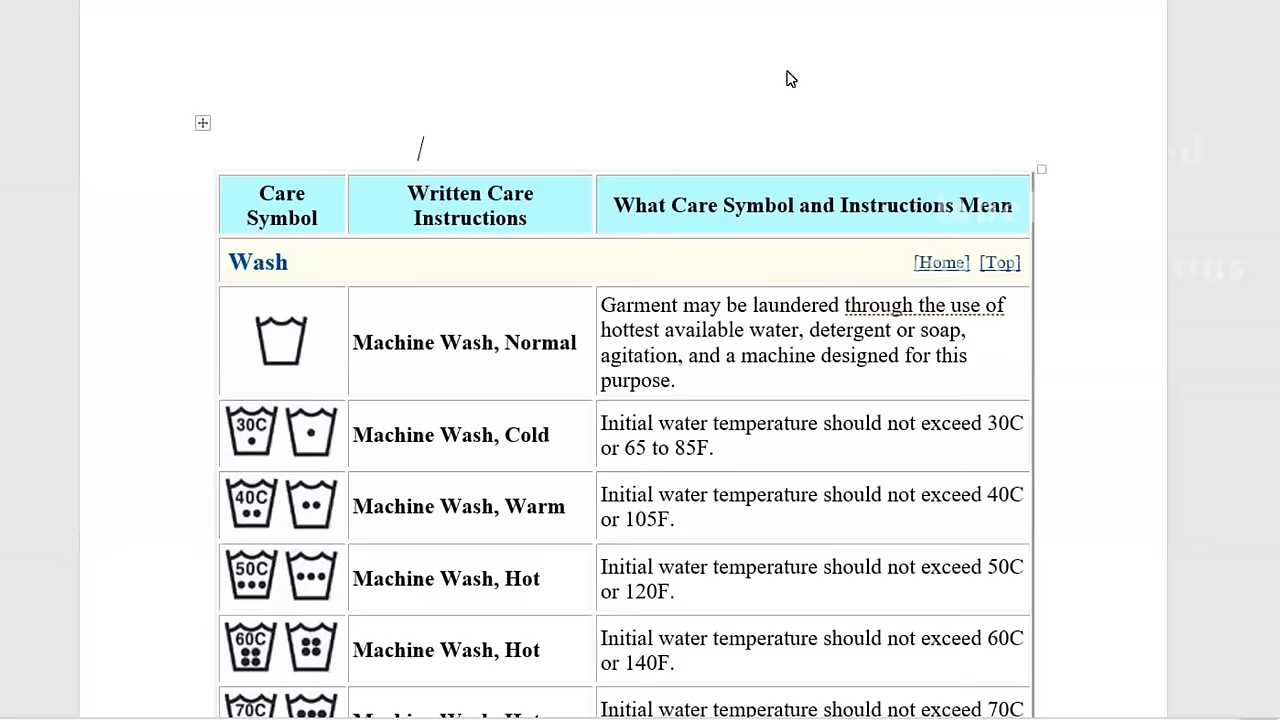 Care
Symbol
Written Care
Instructions
What Care Symbol and Instructions Mean
Wash
[Home] [Top]
Machine Wash, Normal
Garment may be laundered through the use of
hottest available water, detergent or soap,
agitation, and a machine designed for this
purpose.
30C
Machine Wash, Cold
Initial water temperature should not exceed 30C
or 65 to 85F.
40C
Machine Wash, Warm
Initial water temperature should not exceed 40C
or 105F.
50C
Machine Wash, Hot
Initial water temperature should not exceed 50C
or 120F.
60C
Machine Wash, Hot
Initial water temperature should not exceed 60C
or 140F.
70C
Machine Wash, Hot
Initial water temperature should not exceed 70C